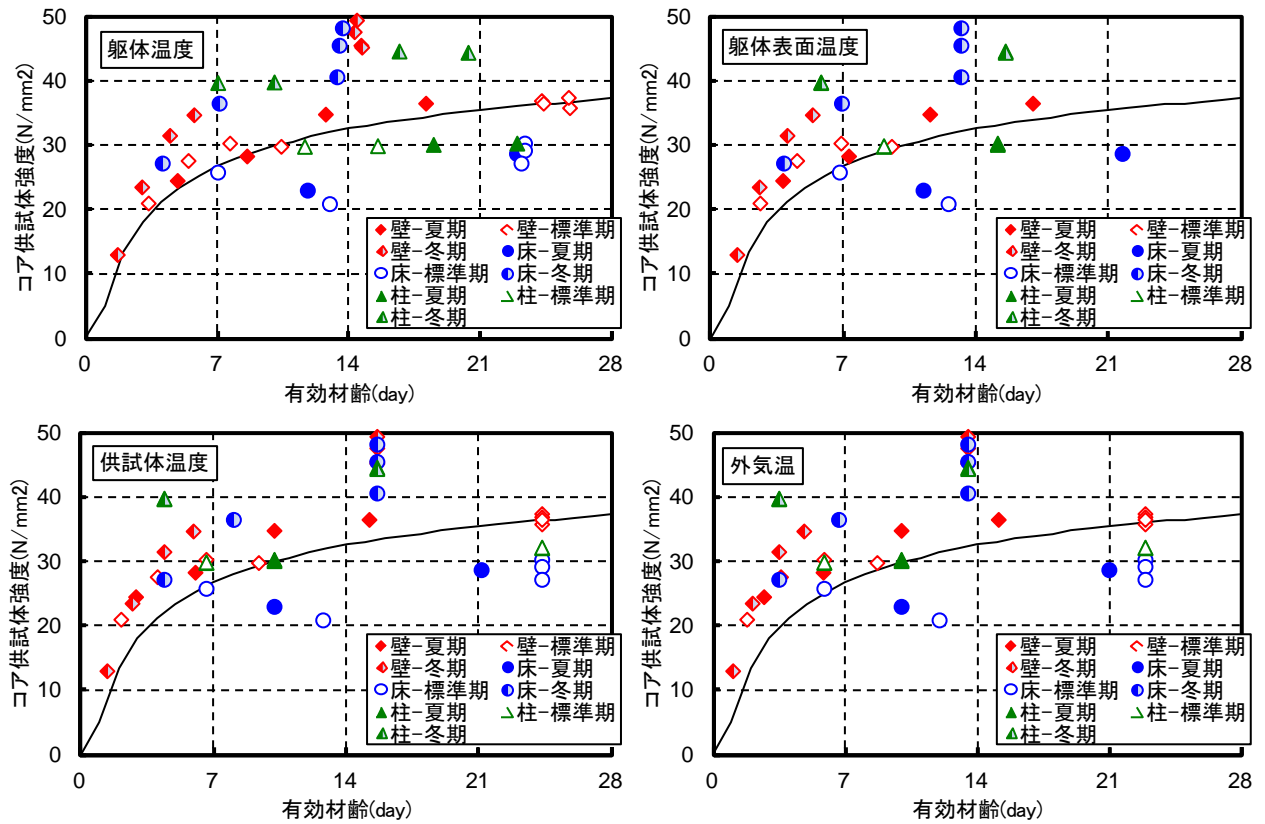 躯体温度
コア供試体強度(N/mm2)
50
40
30
20
10
0
0 7 14 21 28
有効材齢(day)
壁-夏期 壁-標準期
壁-冬期 床-夏期
床-標準期 床-冬期
柱-夏期 柱-標準期
柱-冬期
躯体表面温度
コア供試体強度(N/mm2)
50
40
30
20
10
0
0 7 14 21 28
有効材齢(day)
壁-夏期 壁-標準期
壁-冬期 床-夏期
床-標準期 床-冬期
柱-夏期 柱-標準期
柱-冬期
供試体温度
コア供試体強度(N/mm2)
50
40
30
20
10
0
0 7 14 21 28
有効材齢(day)
壁-夏期 壁-標準期
壁-冬期 床-夏期
床-標準期 床-冬期
柱-夏期 柱-標準期
柱-冬期
外気温
コア供試体強度(N/mm2)
50
40
30
20
10
0
0 7 14 21 28
有効材齢(day)
壁-夏期 壁-標準期
壁-冬期 床-夏期
床-標準期 床-冬期
柱-夏期 柱-標準期
柱-冬期